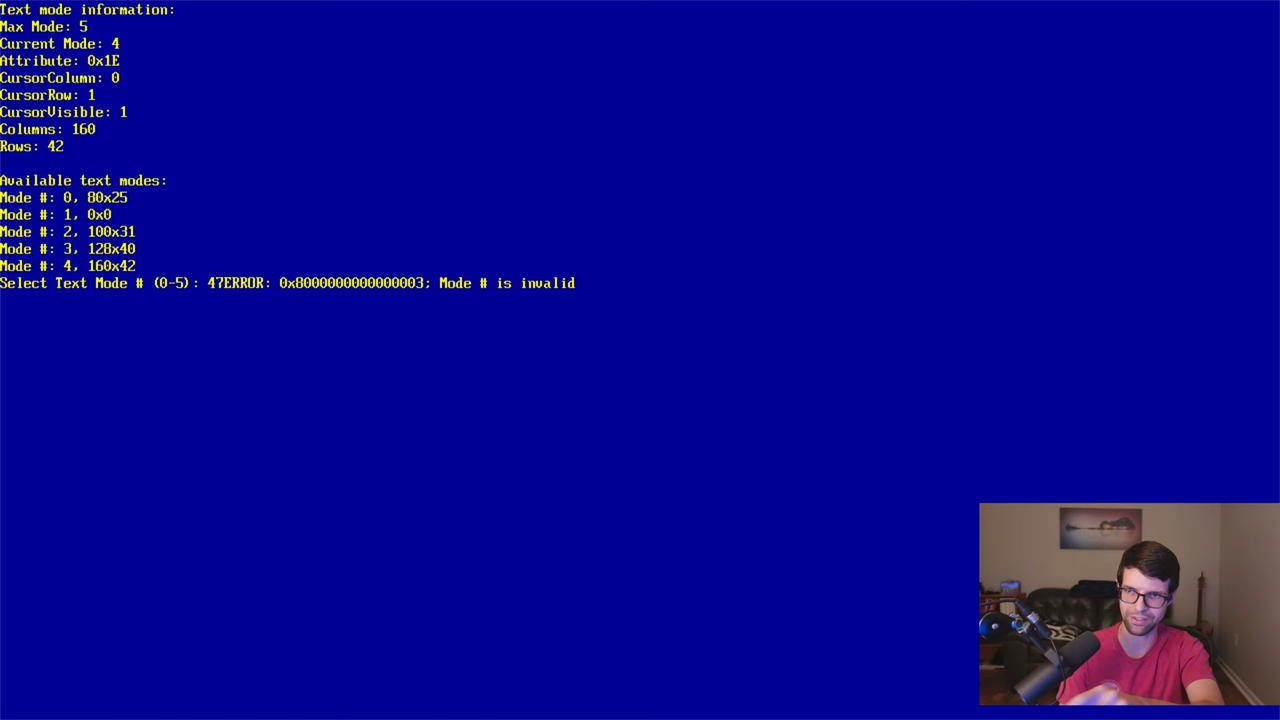 Text mode information:
Max Mode: 5
Current Mode: 4
Attribute: 0x1E
CursorColumn: 0
CursorRow: 1
CursorVisible: 1
Columns: 160
Rows: 42
Available text modes:
Mode #: 0, 80x25
Mode #: 1, 0x0
Mode #: 2, 100x31
Mode #: 3, 128x40
Mode #: 4, 160x42
Select Text Mode # (0-5): 47ERROR: 0x8000000000000003; Mode # is invalid